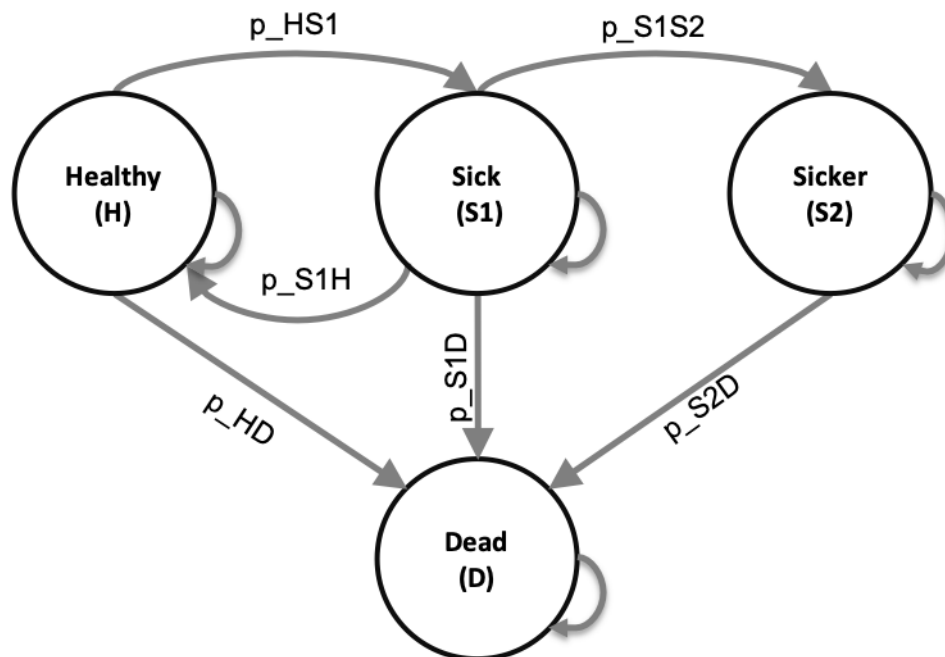 p_HS1
p_S1S2
Healthy
(H)
Sick
(S1)
Sicker
(S2)
p_S1H
p_S1D
p_HD
p_S2D
Dead
(D)